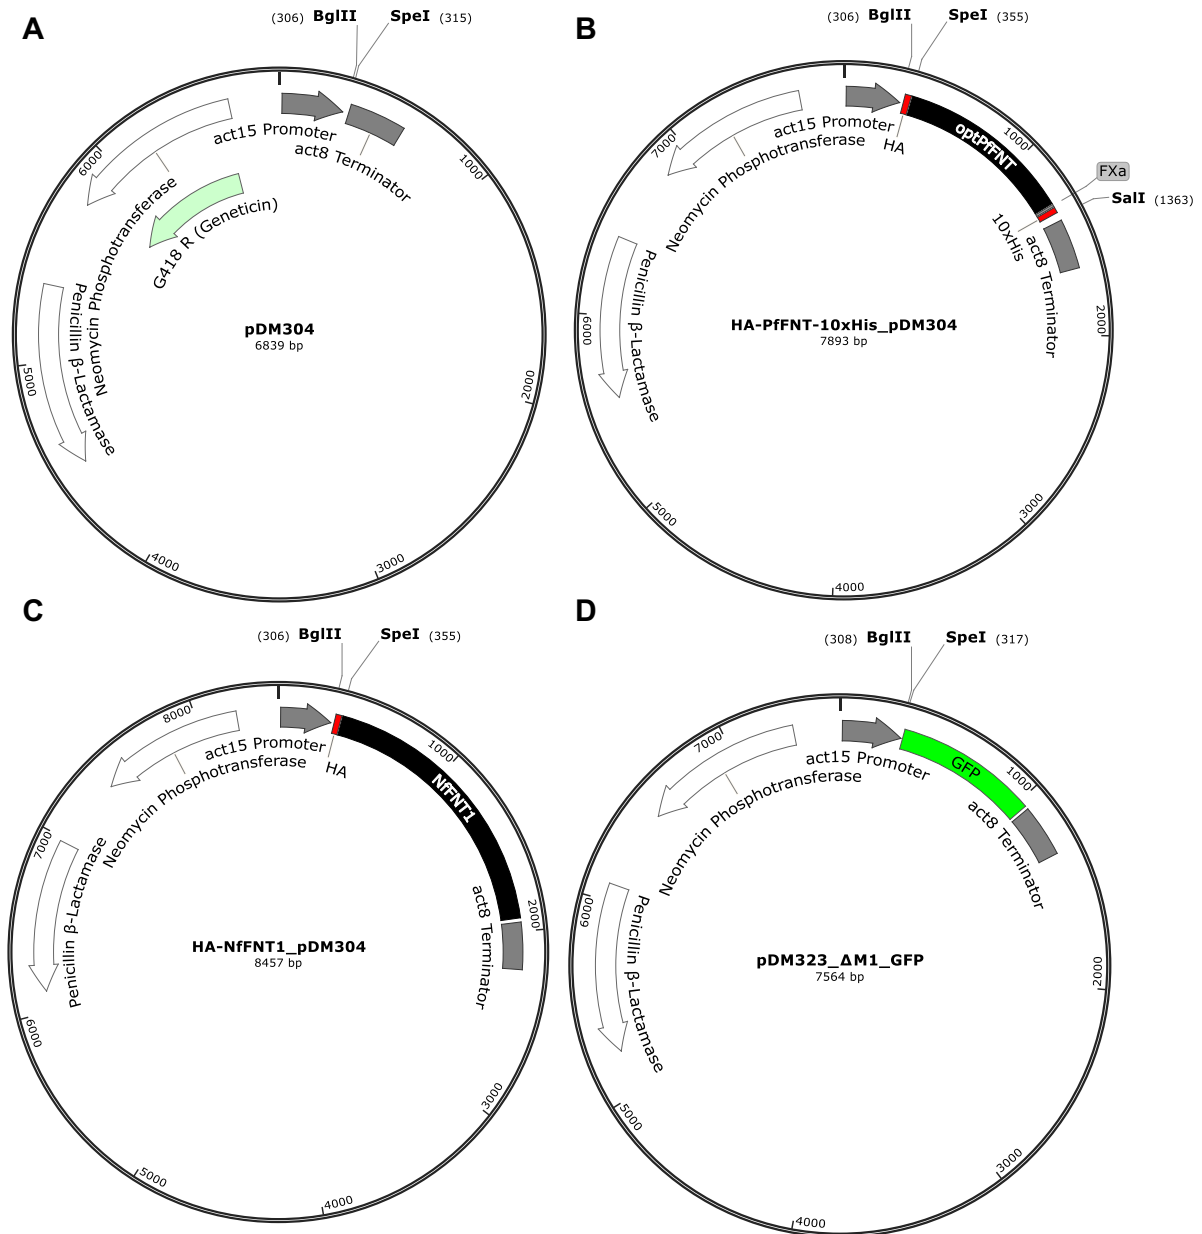 A
(306) BglII SpeI (315)
act15 Promoter
act8 Terminator
Neomycin Phosphotransferase
G418 R (Geneticin)
Penicillin β-Lactamase
1000
2000
3000
4000
5000
6000
pDM304
6839 bp
B
(306) BglII SpeI (355)
act15 Promoter
HA
optPfFNT
FXa
SalI (1363)
10xHis
act8 Terminator
Neomycin Phosphotransferase
Penicillin β-Lactamase
1000
2000
3000
4000
5000
6000
7000
HA-PfFNT-10xHis_pDM304
7893 bp
C
(306) BglII SpeI (355)
act15 Promoter
HA
NfFNT1
act8 Terminator
Neomycin Phosphotransferase
Penicillin β-Lactamase
1000
2000
3000
4000
5000
6000
7000
8000
HA-NfFNT1_pDM304
8457 bp
D
(308) BglII SpeI (317)
act15 Promoter
GFP
act8 Terminator
Neomycin Phosphotransferase
Penicillin β-Lactamase
1000
2000
3000
4000
5000
6000
7000
pDM323_ΔM1_GFP
7564 bp